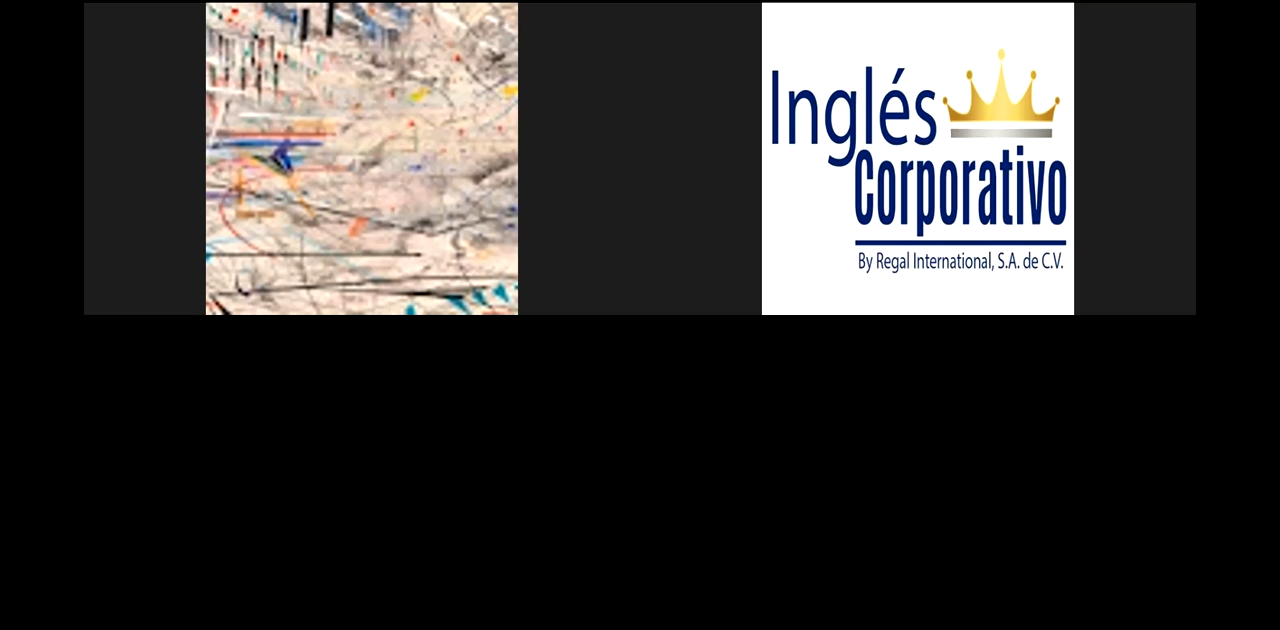 Inglés
Corporativo
By Regal International, S.A. de C.V.